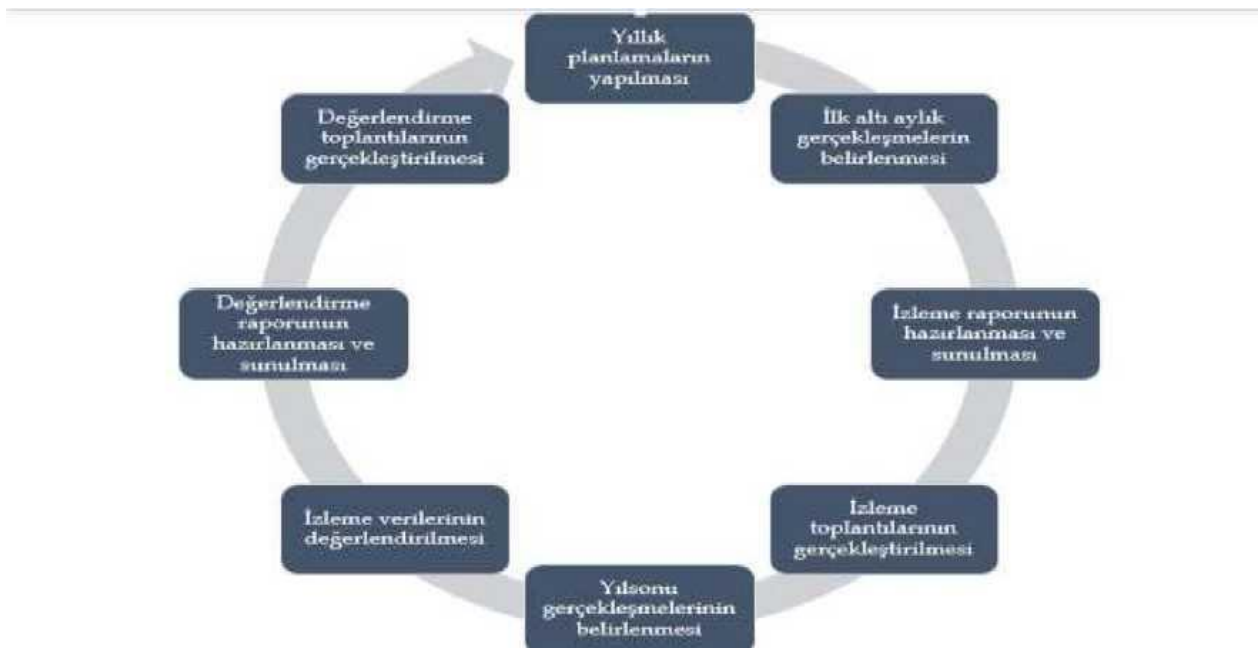 Yıllık
planlamaların
yapılması
İlk altı aylık
gerçekleşmelerin
belirlenmesi
İzleme raporunun
hazırlanması ve
sunulması
İzleme
toplantılarının
gerçekleştirilmesi
Yılsonu
gerçekleşmelerinin
belirlenmesi
İzleme verilerinin
değerlendirilmesi
Değerlendirme
raporunun
hazırlanması ve
sunulması
Değerlendirme
toplantılarının
gerçekleştirilmesi